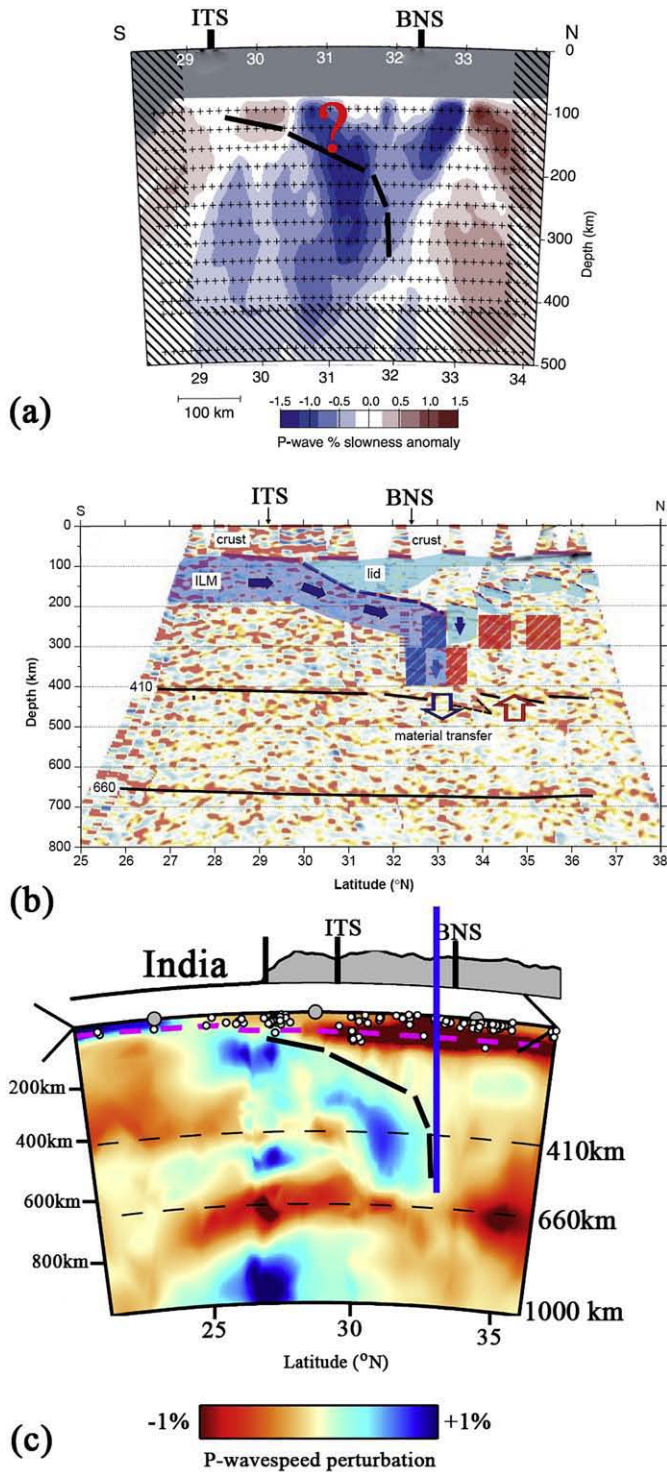 ITS BNS
S N
29 30 31 32 33
0
100
200
300
400
500
Depth (km)
?
29 30 31 32 33 34
(a)
100 km
-1.5 -1.0 -0.5 0.0 0.5 1.0 1.5
P-wave % slowness anomaly
S ITS BNS N
0
100
200
300
400
500
600
700
800
Depth (km)
crust crust
ILM lid
410
material transfer
660
25 26 27 28 29 30 31 32 33 34 35 36 37 38
Latitude (°N)
(b)
India ITS BNS
200km
400km
600km
800km
410km
660km
1000 km
25 30 35
Latitude (°N)
-1% +1%
P-wavespeed perturbation
(c)